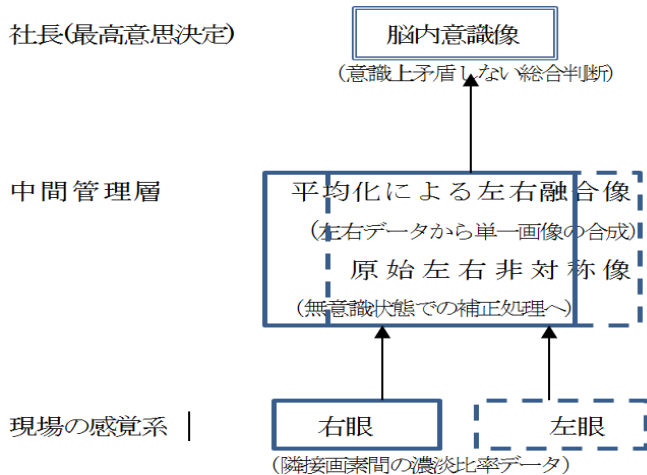 社長(最高意思決定) 脳内意識像
(意識上矛盾しない総合判断)
中間管理層 平均化による左右融合像
(左右データから単一画像の合成)
原始左右非対称像
(無意識状態での補正処理へ)
現場の感覚系 右眼 左眼
(隣接画素間の濃淡比率データ)